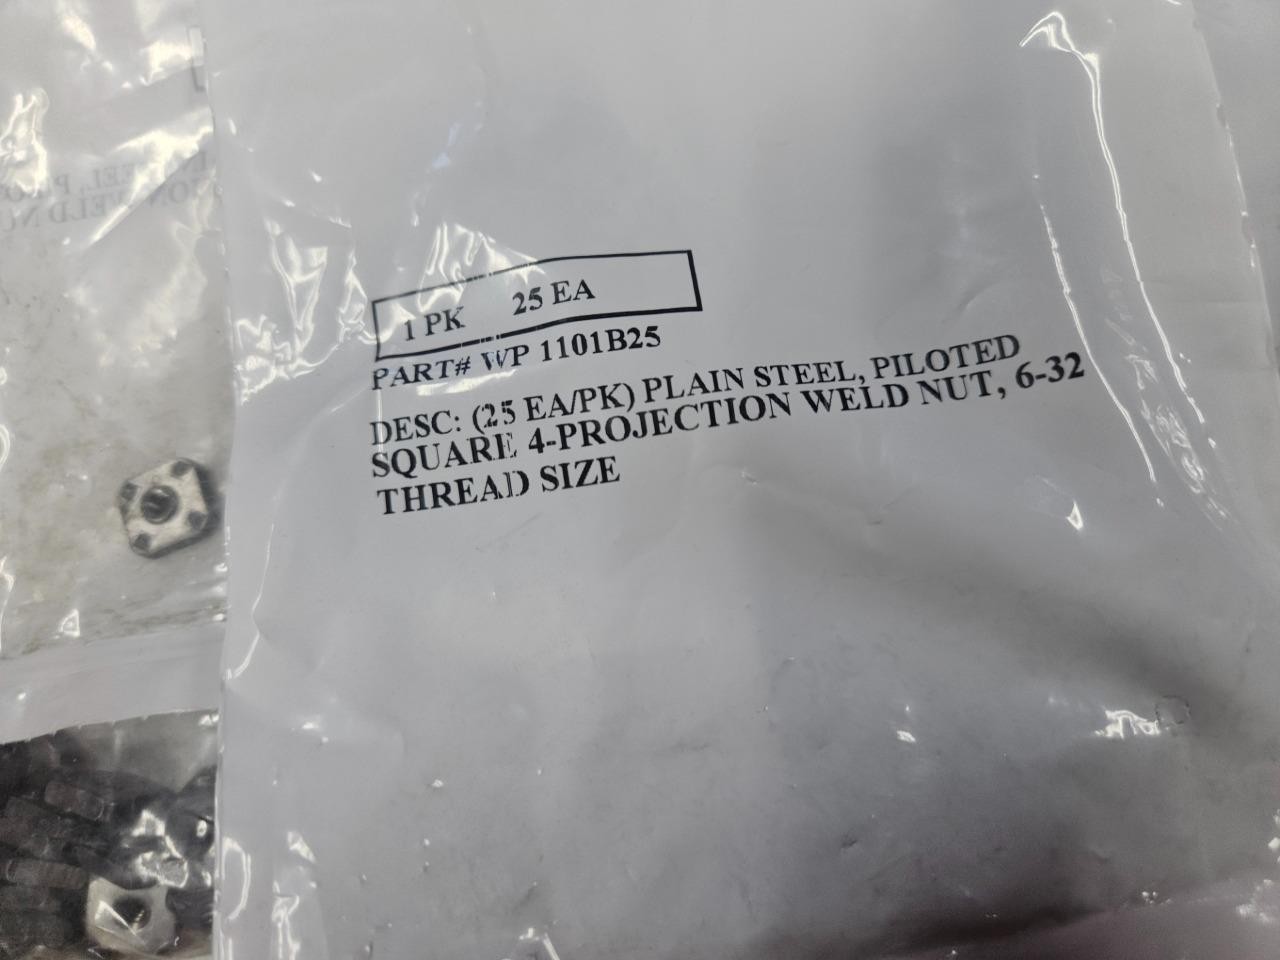 1 PK 25 EA
PART# WP 1101B25
DESC: (25 EA/PK) PLAIN STEEL, PILOTED
SQUARE 4-PROJECTION WELD NUT, 6-32
THREAD SIZE